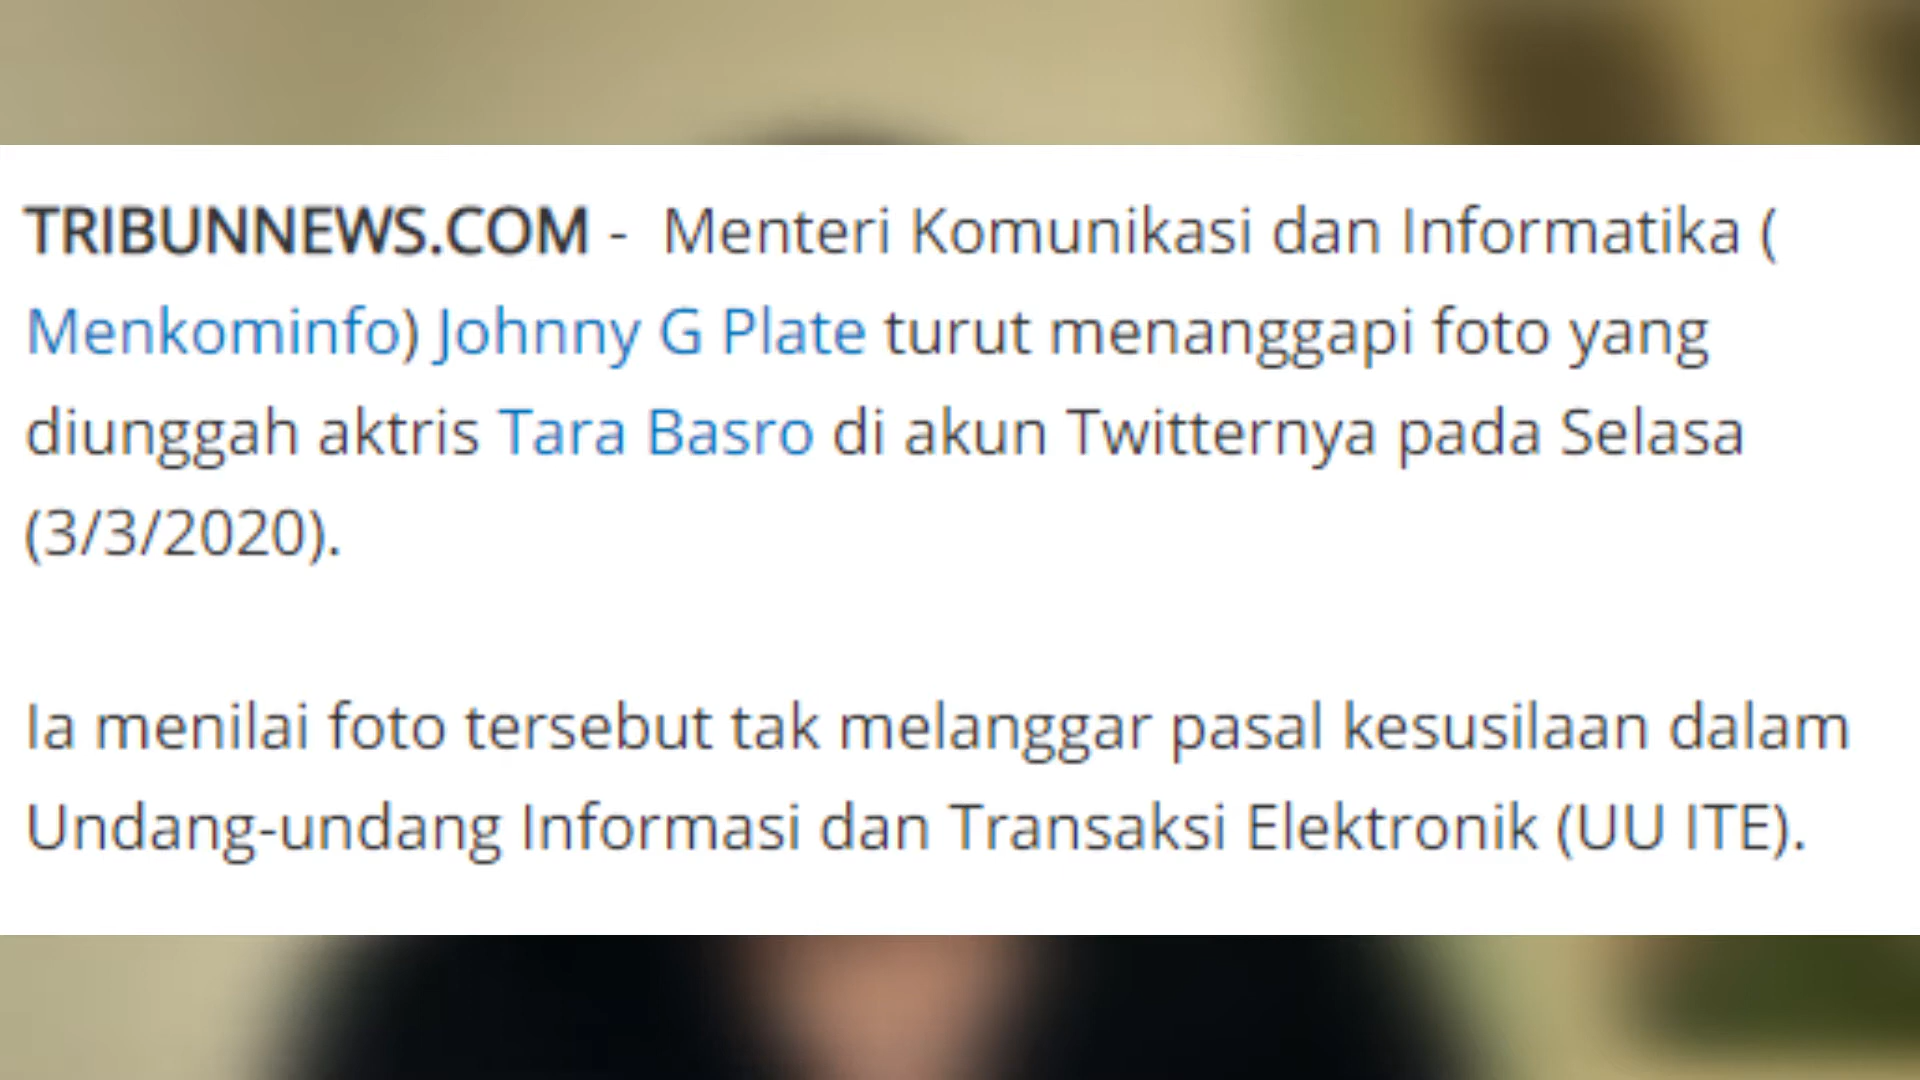 TRIBUNNEWS.COM - Menteri Komunikasi dan Informatika (
Menkominfo) Johnny G Plate turut menanggapi foto yang
diunggah aktris Tara Basro di akun Twitternya pada Selasa
(3/3/2020).
Ia menilai foto tersebut tak melanggar pasal kesusilaan dalam
Undang-undang Informasi dan Transaksi Elektronik (UU ITE).